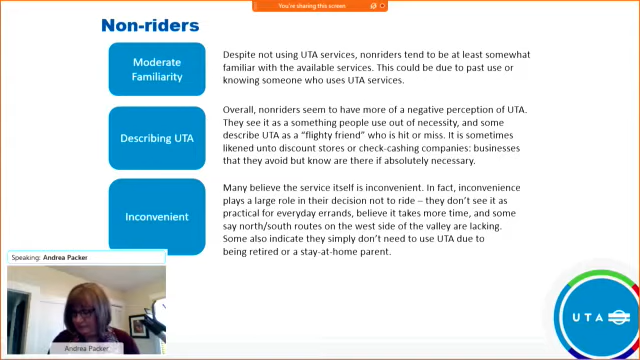 You're sharing this screen
Non-riders
Moderate
Familiarity
Despite not using UTA services, nonriders tend to be at least somewhat
familiar with the available services. This could be due to past use or
knowing someone who uses UTA services.
Describing UTA
Overall, nonriders seem to have more of a negative perception of UTA.
They see it as a something people use out of necessity, and some
describe UTA as a “flighty friend” who is hit or miss. It is sometimes
likened unto discount stores or check-cashing companies: businesses
that they avoid but know are there if absolutely necessary.
Inconvenient
Many believe the service itself is inconvenient. In fact, inconvenience
plays a large role in their decision not to ride – they don't see it as
practical for everyday errands, believe it takes more time, and some
say north/south routes on the west side of the valley are lacking.
Some also indicate they simply don't need to use UTA due to
being retired or a stay-at-home parent.
Speaking: Andrea Packer
Andrea Packer
UTA